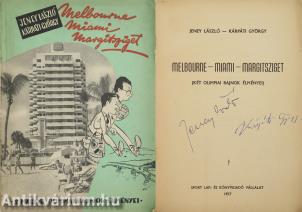 JENEY LÁSZLÓ
KÁRPÁTI GYÖRGY
Melbourne
Miami
Margitsziget
JENEY LÁSZLÓ — KÁRPÁTI GYÖRGY
MELBOURNE — MIAMI — MARGITSZIGET
(KÉT OLIMPIAI BAJNOK ÉLMÉNYEI)
SPORT LAP- ÉS KÖNYVKIADÓ VÁLLALAT
1957
Antikvárium.hu